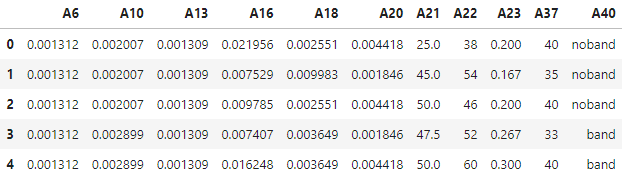 A6 A10 A13 A16 A18 A20 A21 A22 A23 A37 A40
0 0.001312 0.002007 0.001309 0.021956 0.002551 0.004418 25.0 38 0.200 40 noband
1 0.001312 0.002007 0.001309 0.007529 0.009983 0.001846 45.0 54 0.167 35 noband
2 0.001312 0.002007 0.001309 0.009785 0.002551 0.004418 50.0 46 0.200 40 noband
3 0.001312 0.002899 0.001309 0.007407 0.003649 0.001846 47.5 52 0.267 33 band
4 0.001312 0.002899 0.001309 0.016248 0.003649 0.004418 50.0 60 0.300 40 band